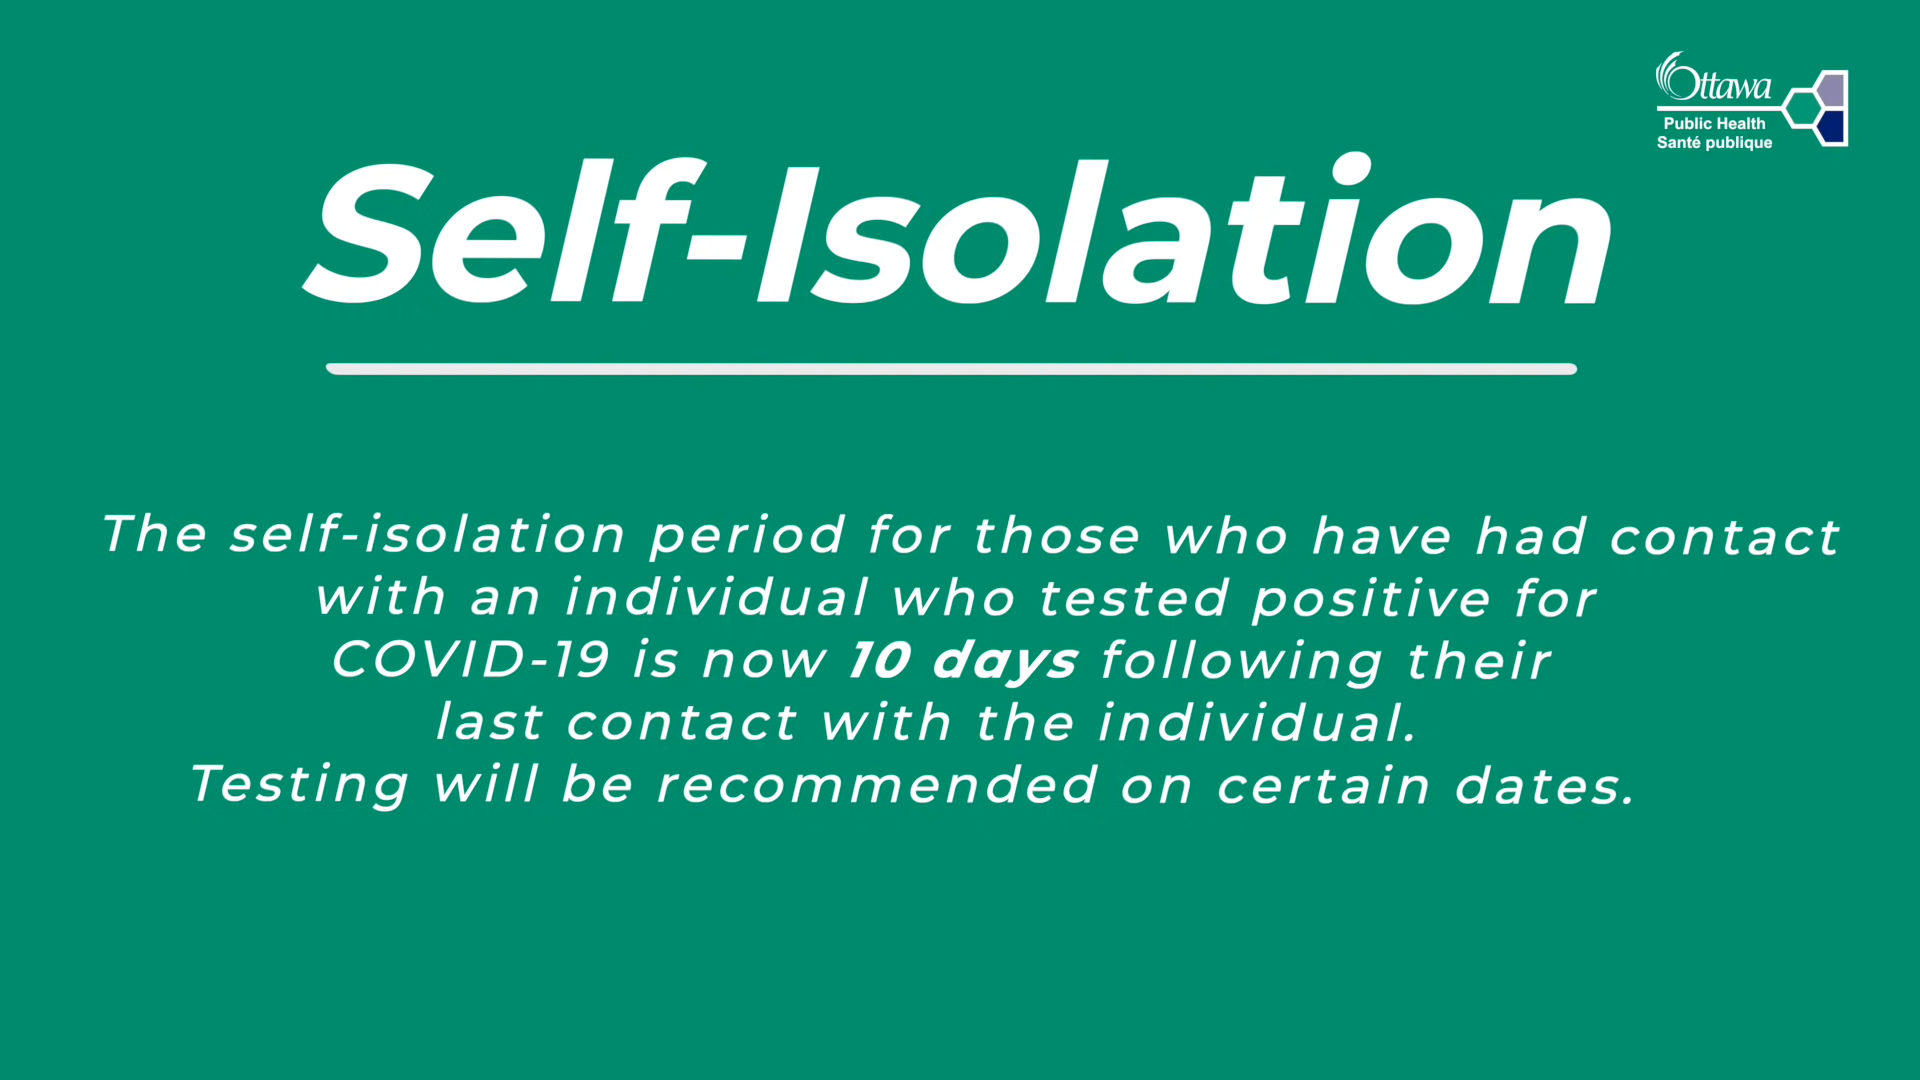 Ottawa
Public Health
Santé publique
Self-Isolation
The self-isolation period for those who have had contact
with an individual who tested positive for
COVID-19 is now 10 days following their
last contact with the individual.
Testing will be recommended on certain dates.